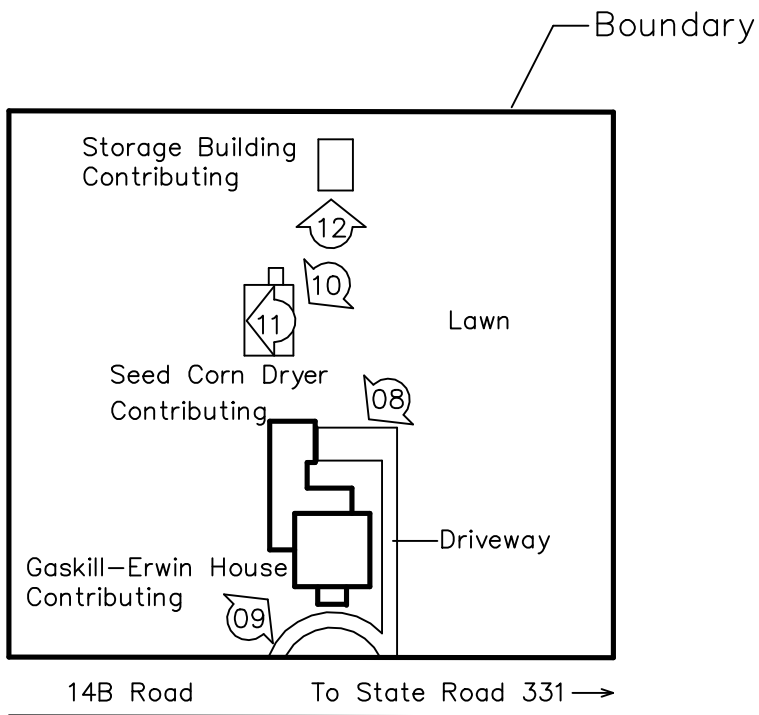 Boundary
Storage Building
Contributing
12
10
11
Lawn
Seed Corn Dryer
Contributing
08
Driveway
Gaskill-Erwin House
Contributing
09
14B Road
To State Road 331